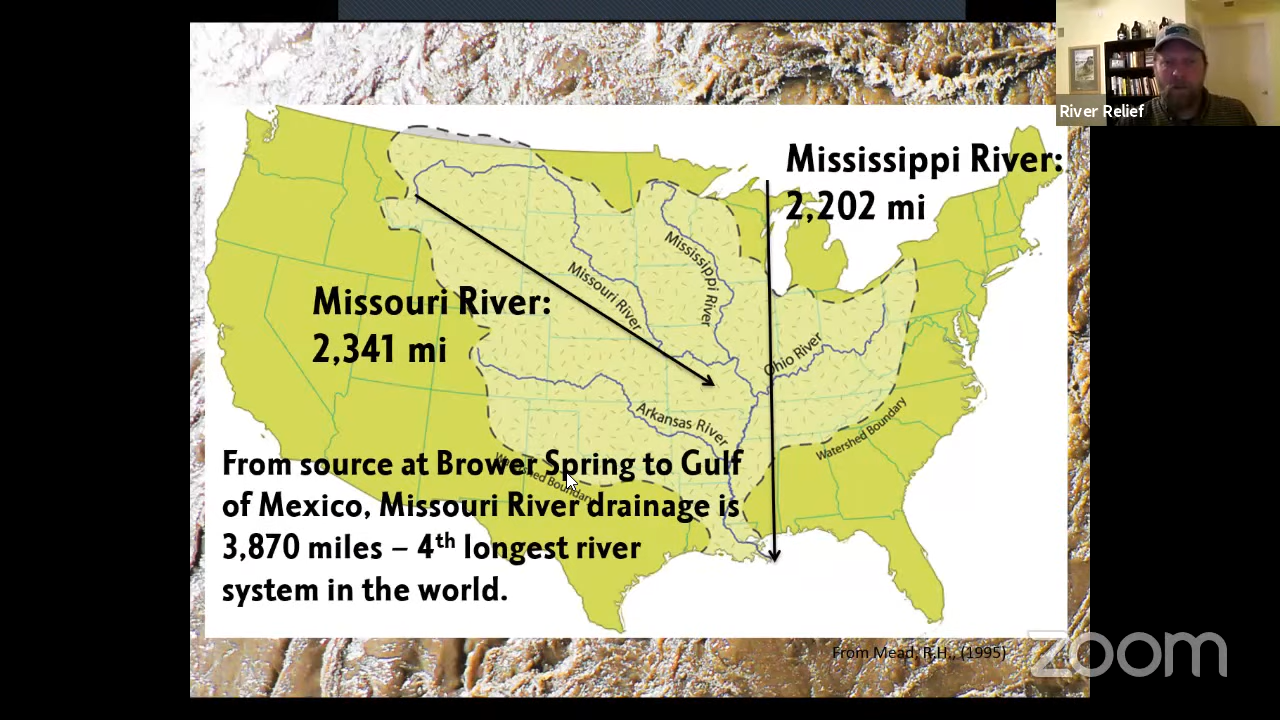 River Relief
Mississippi River:
2,202 mi
Missouri River:
2,341 mi
Missouri River
Mississippi River
Ohio River
Arkansas River
Watershed Boundary
Watershed Boundary
From source at Brower Spring to Gulf
of Mexico, Missouri River drainage is
3,870 miles – 4th longest river
system in the world.
From Mead, R.H., (1995)
zoom